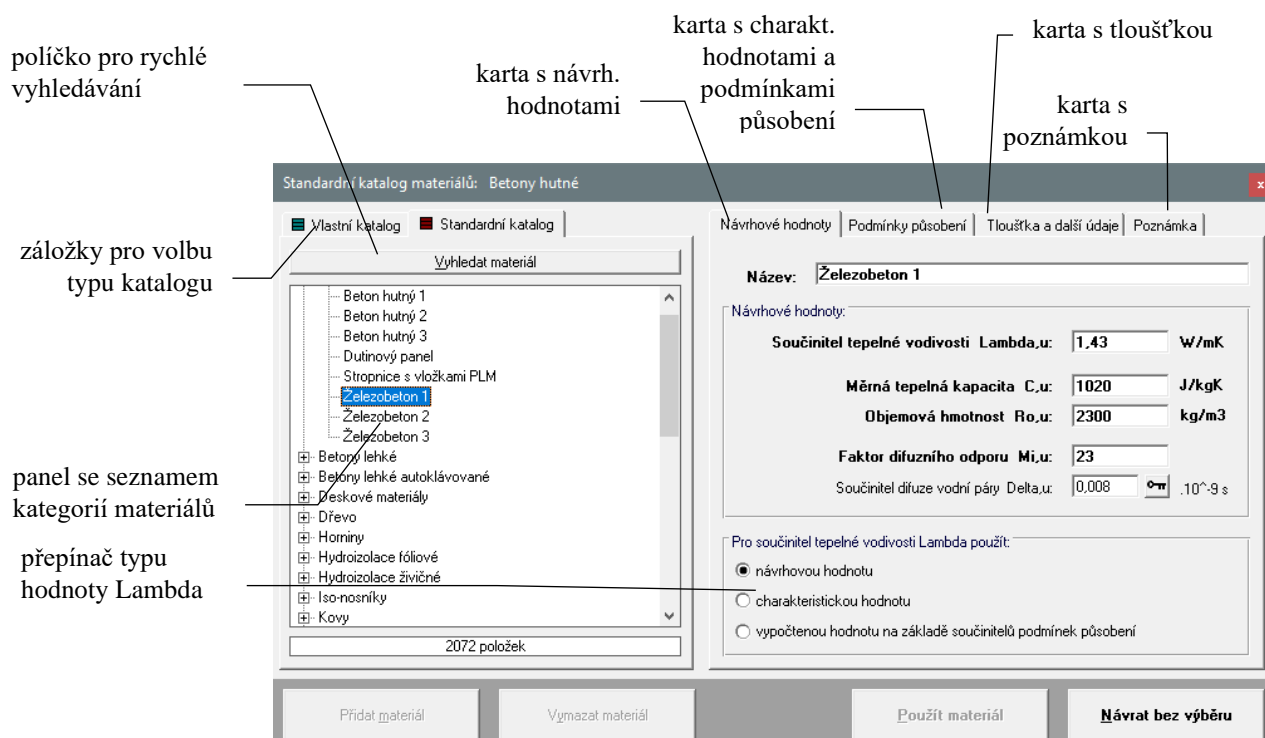 karta s charakt.
hodnotami a
podmínkami
působení
karta s tloušťkou
políčko pro rychlé
vyhledávání
karta s návrh.
hodnotami
karta s
poznámkou
Standardní katalog materiálů: Betony hutné
x
Vlastní katalog Standardní katalog
Návrhové hodnoty Podmínky působení Tloušťka a další údaje Poznámka
záložky pro volbu
typu katalogu
Vyhledat materiál
Beton hutný 1
Beton hutný 2
Beton hutný 3
Dutinový panel
Stropnice s vložkami PLM
Železobeton 1
Železobeton 2
Železobeton 3
Betony lehké
Betony lehké autoklávované
Deskové materiály
Dřevo
Horniny
Hydroizolace fóliové
Hydroizolace živičné
Iso-nosníky
Kovy
2072 položek
panel se seznamem
kategorií materiálů
přepínač typu
hodnoty Lambda
Název: Železobeton 1
Návrhové hodnoty:
Součinitel tepelné vodivosti Lambda,u: 1,43 W/mK
Měrná tepelná kapacita C,u: 1020 J/kgK
Objemová hmotnost Ro,u: 2300 kg/m3
Faktor difuzního odporu Mi,u: 23
Součinitel difuze vodní páry Delta,u: 0,008 .10^-9 s
Pro součinitel tepelné vodivosti Lambda použít:
návrhovou hodnotu
charakteristickou hodnotu
vypočtenou hodnotu na základě součinitelů podmínek působení
Přidat materiál Vymazat materiál Použít materiál Návrat bez výběru